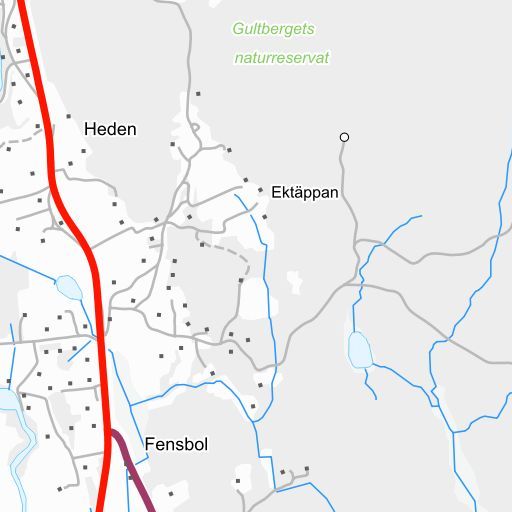 Gultbergets
naturreservat
Heden
Ektäppan
Fensbol